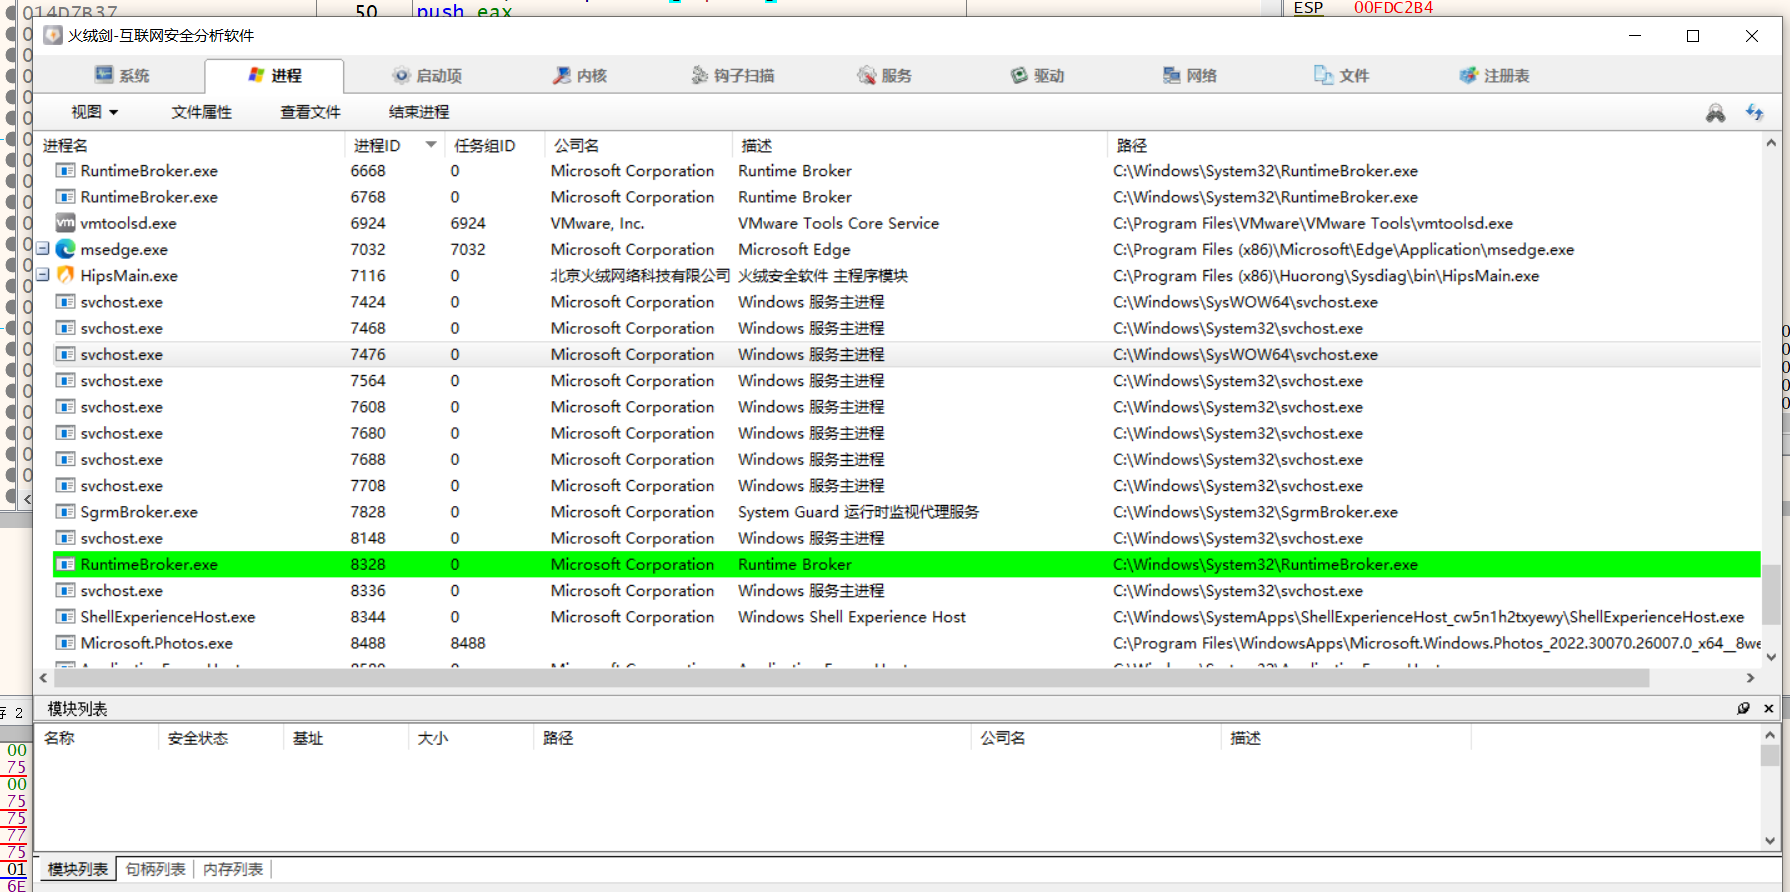 014D7B37
50
push eax
ESP 00FDC2B4
火绒剑-互联网安全分析软件
系统 进程 启动项 内核 钩子扫描 服务 驱动 网络 文件 注册表
视图 文件属性 查看文件 结束进程
进程名 进程ID 任务组ID 公司名 描述 路径
RuntimeBroker.exe 6668 0 Microsoft Corporation Runtime Broker C:\Windows\System32\RuntimeBroker.exe
RuntimeBroker.exe 6768 0 Microsoft Corporation Runtime Broker C:\Windows\System32\RuntimeBroker.exe
vmtoolsd.exe 6924 6924 VMware, Inc. VMware Tools Core Service C:\Program Files\VMware\VMware Tools\vmtoolsd.exe
msedge.exe 7032 7032 Microsoft Corporation Microsoft Edge C:\Program Files (x86)\Microsoft\Edge\Application\msedge.exe
HipsMain.exe 7116 0 北京火绒网络科技有限公司 火绒安全软件 主程序模块 C:\Program Files (x86)\Huorong\Sysdiag\bin\HipsMain.exe
svchost.exe 7424 0 Microsoft Corporation Windows 服务主进程 C:\Windows\SysWOW64\svchost.exe
svchost.exe 7468 0 Microsoft Corporation Windows 服务主进程 C:\Windows\System32\svchost.exe
svchost.exe 7476 0 Microsoft Corporation Windows 服务主进程 C:\Windows\SysWOW64\svchost.exe
svchost.exe 7564 0 Microsoft Corporation Windows 服务主进程 C:\Windows\System32\svchost.exe
svchost.exe 7608 0 Microsoft Corporation Windows 服务主进程 C:\Windows\System32\svchost.exe
svchost.exe 7680 0 Microsoft Corporation Windows 服务主进程 C:\Windows\System32\svchost.exe
svchost.exe 7688 0 Microsoft Corporation Windows 服务主进程 C:\Windows\System32\svchost.exe
svchost.exe 7708 0 Microsoft Corporation Windows 服务主进程 C:\Windows\System32\svchost.exe
SgrmBroker.exe 7828 0 Microsoft Corporation System Guard 运行时监视代理服务 C:\Windows\System32\SgrmBroker.exe
svchost.exe 8148 0 Microsoft Corporation Windows 服务主进程 C:\Windows\System32\svchost.exe
RuntimeBroker.exe 8328 0 Microsoft Corporation Runtime Broker C:\Windows\System32\RuntimeBroker.exe
svchost.exe 8336 0 Microsoft Corporation Windows 服务主进程 C:\Windows\System32\svchost.exe
ShellExperienceHost.exe 8344 0 Microsoft Corporation Windows Shell Experience Host C:\Windows\SystemApps\ShellExperienceHost_cw5n1h2txyewy\ShellExperienceHost.exe
Microsoft.Photos.exe 8488 8488 C:\Program Files\WindowsApps\Microsoft.Windows.Photos_2022.30070.26007.0_x64__8we
模块列表
名称 安全状态 基址 大小 路径 公司名 描述
存 2
00
75
00
75
75
77
75
01
6E
模块列表 句柄列表 内存列表